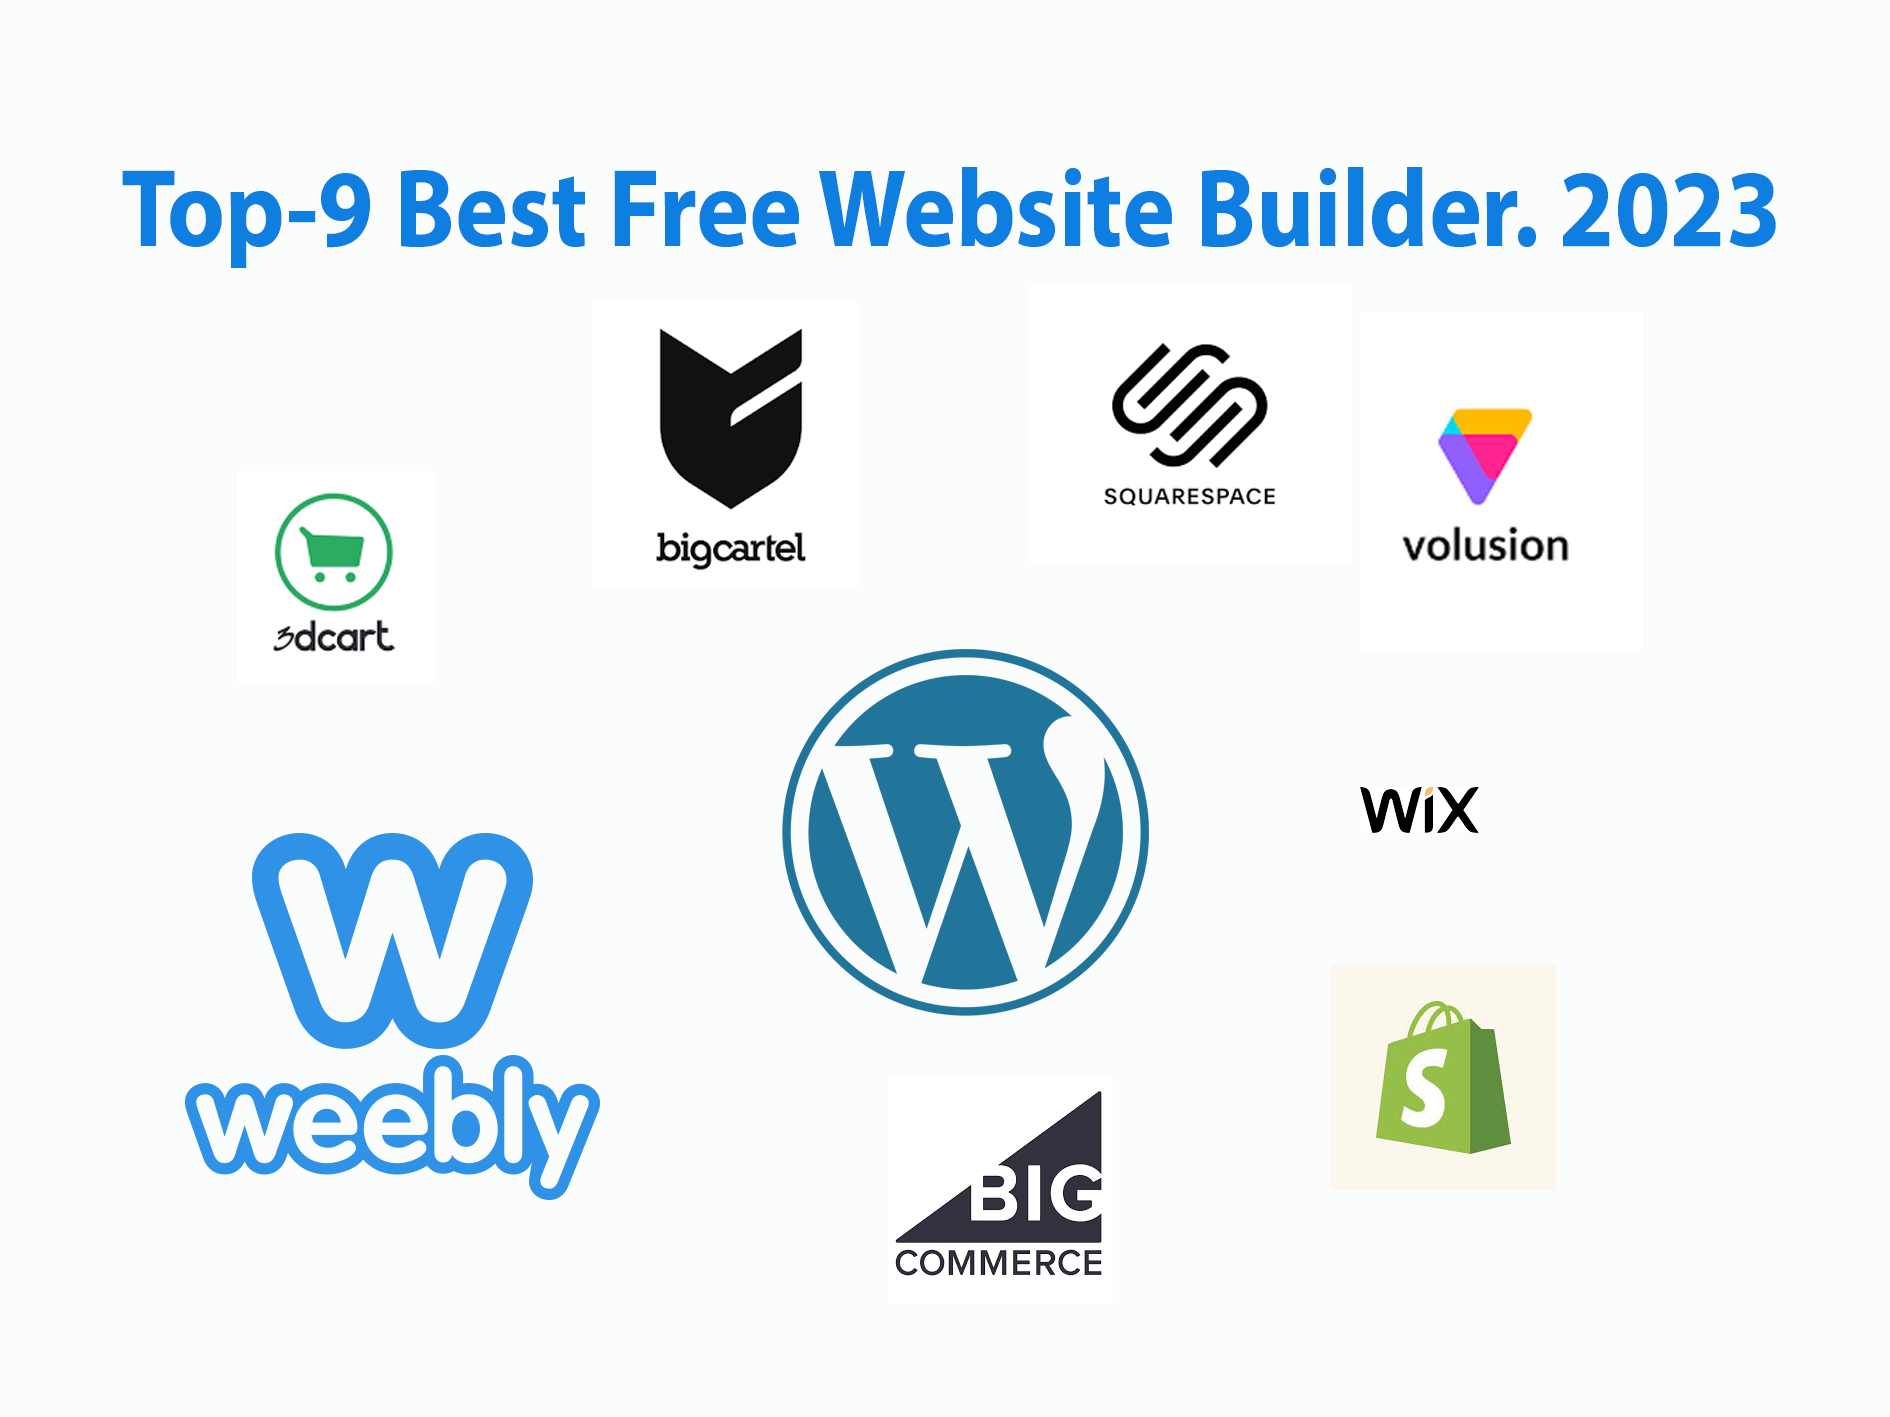 Top-9 Best Free Website Builder. 2023
bigcartel
SQUARESPACE
volusion
3dcart
W
WiX
W
weebly
S
BIG
COMMERCE